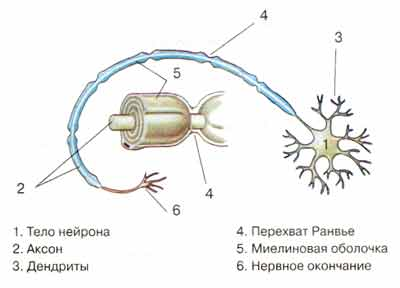 4
3
5
1
2
4
6
1. Тело нейрона
2. Аксон
3. Дендриты
4. Перехват Ранвье
5. Миелиновая оболочка
6. Нервное окончание